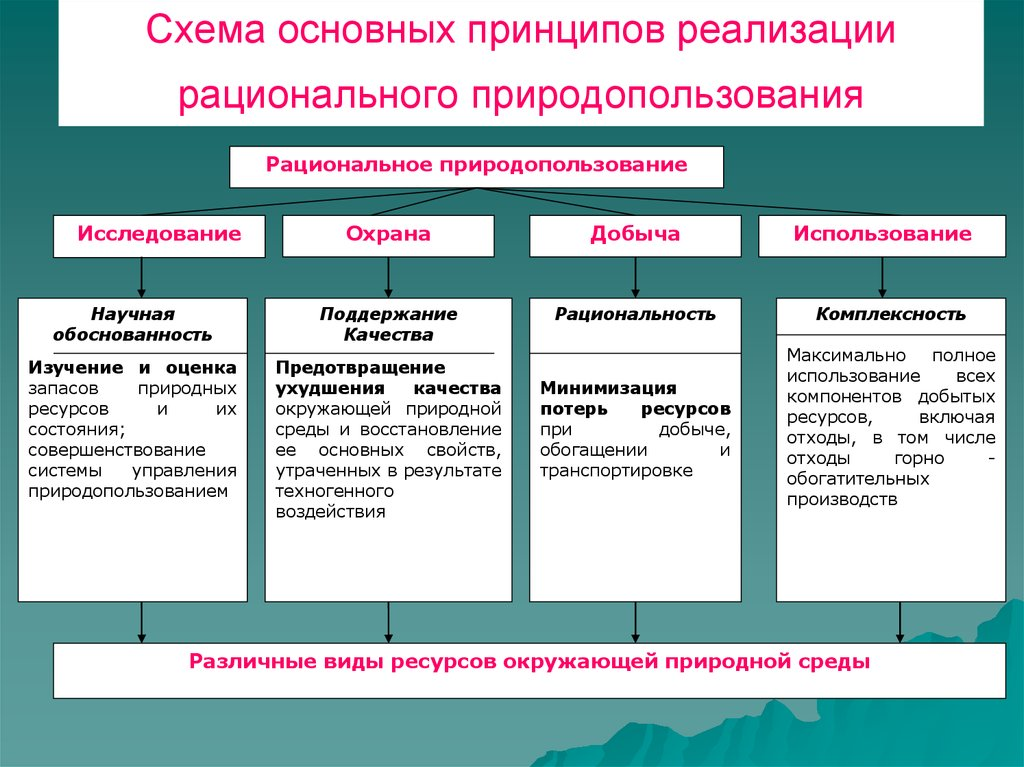 Схема основных принципов реализации
рационального природопользования
Рациональное природопользование
Исследование
Охрана
Добыча
Использование
Научная
обоснованность
Изучение и оценка
запасов природных
ресурсов и их
состояния;
совершенствование
системы управления
природопользованием
Поддержание
Качества
Предотвращение
ухудшения качества
окружающей природной
среды и восстановление
ее основных свойств,
утраченных в результате
техногенного
воздействия
Рациональность
Минимизация
потерь ресурсов
при добыче,
обогащении и
транспортировке
Комплексность
Максимально полное
использование всех
компонентов добытых
ресурсов, включая
отходы, в том числе
отходы горно -
обогатительных
производств
Различные виды ресурсов окружающей природной среды